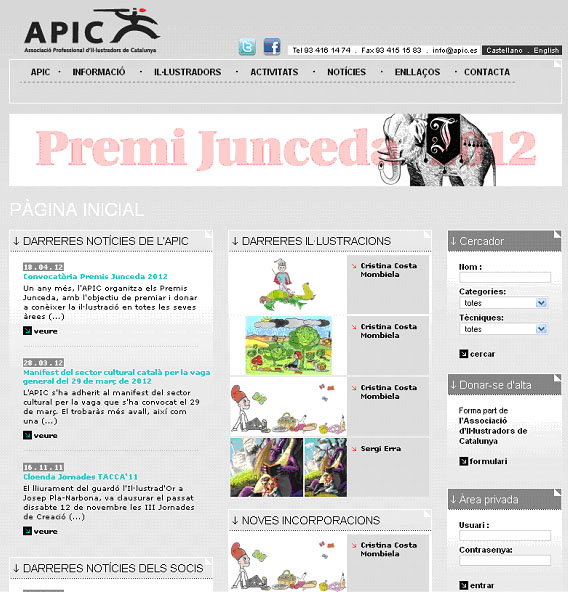 APIC
Associació Professional d'Il·lustradors de Catalunya
Tel 93 416 14 74 . Fax 93 415 15 83 . info@apic.es
Castellano . English
APIC · INFORMACIÓ · IL·LUSTRADORS · ACTIVITATS · NOTÍCIES · ENLLAÇOS · CONTACTA
Premi Junceda 2012
J
PÀGINA INICIAL
↓ DARRERES NOTÍCIES DE L'APIC
18.04.12
Convocatòria Premis Junceda 2012
Un any més, l'APIC organitza els Premis
Junceda, amb l'objectiu de premiar i donar
a conèixer la il·lustració en totes les seves
àrees (...)
veure
28.03.12
Manifest del sector cultural català per la vaga
general del 29 de març de 2012
L'APIC s'ha adherit al manifest del sector
cultural per la vaga que s'ha convocat el 29
de març. El trobaràs més avall, així com
una (...)
veure
16.11.11
Cloenda Jornades TACCA'11
El lliurament del guardó l'Il·lustrad'Or a
Josep Pla-Narbona, va clausurar el passat
dissabte 12 de novembre les III Jornades
de Creació (...)
veure
↓ DARRERES NOTÍCIES DELS SOCIS
↓ DARRERES IL·LUSTRACIONS
Cristina Costa
Mombiela
Cristina Costa
Mombiela
Cristina Costa
Mombiela
Sergi Erra
↓ NOVES INCORPORACIONS
Cristina Costa
Mombiela
↓ Cercador
Nom :
Categories:
totes
Tècniques:
totes
cercar
↓ Donar-se d'alta
Forma part de
l'Associació
d'Il·lustradors de
Catalunya
formulari
↓ Àrea privada
Usuari :
Contrasenya:
entrar